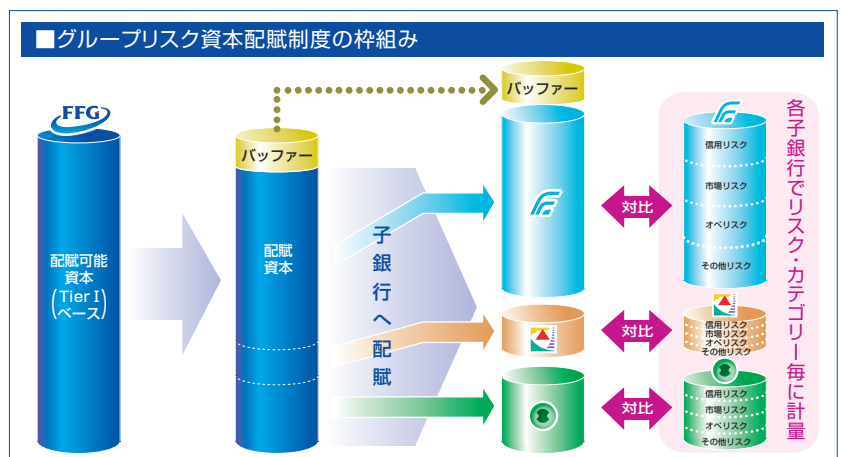 ■グループリスク資本配賦制度の枠組み
FFG
配賦可能
資本
(Tier I
ベース)
バッファー
配賦
資本
子銀行へ配賦
バッファー
対比
対比
対比
信用リスク
市場リスク
オペリスク
その他リスク
信用リスク
市場リスク
オペリスク
その他リスク
信用リスク
市場リスク
オペリスク
その他リスク
各子銀行でリスク・カテゴリー毎に計量